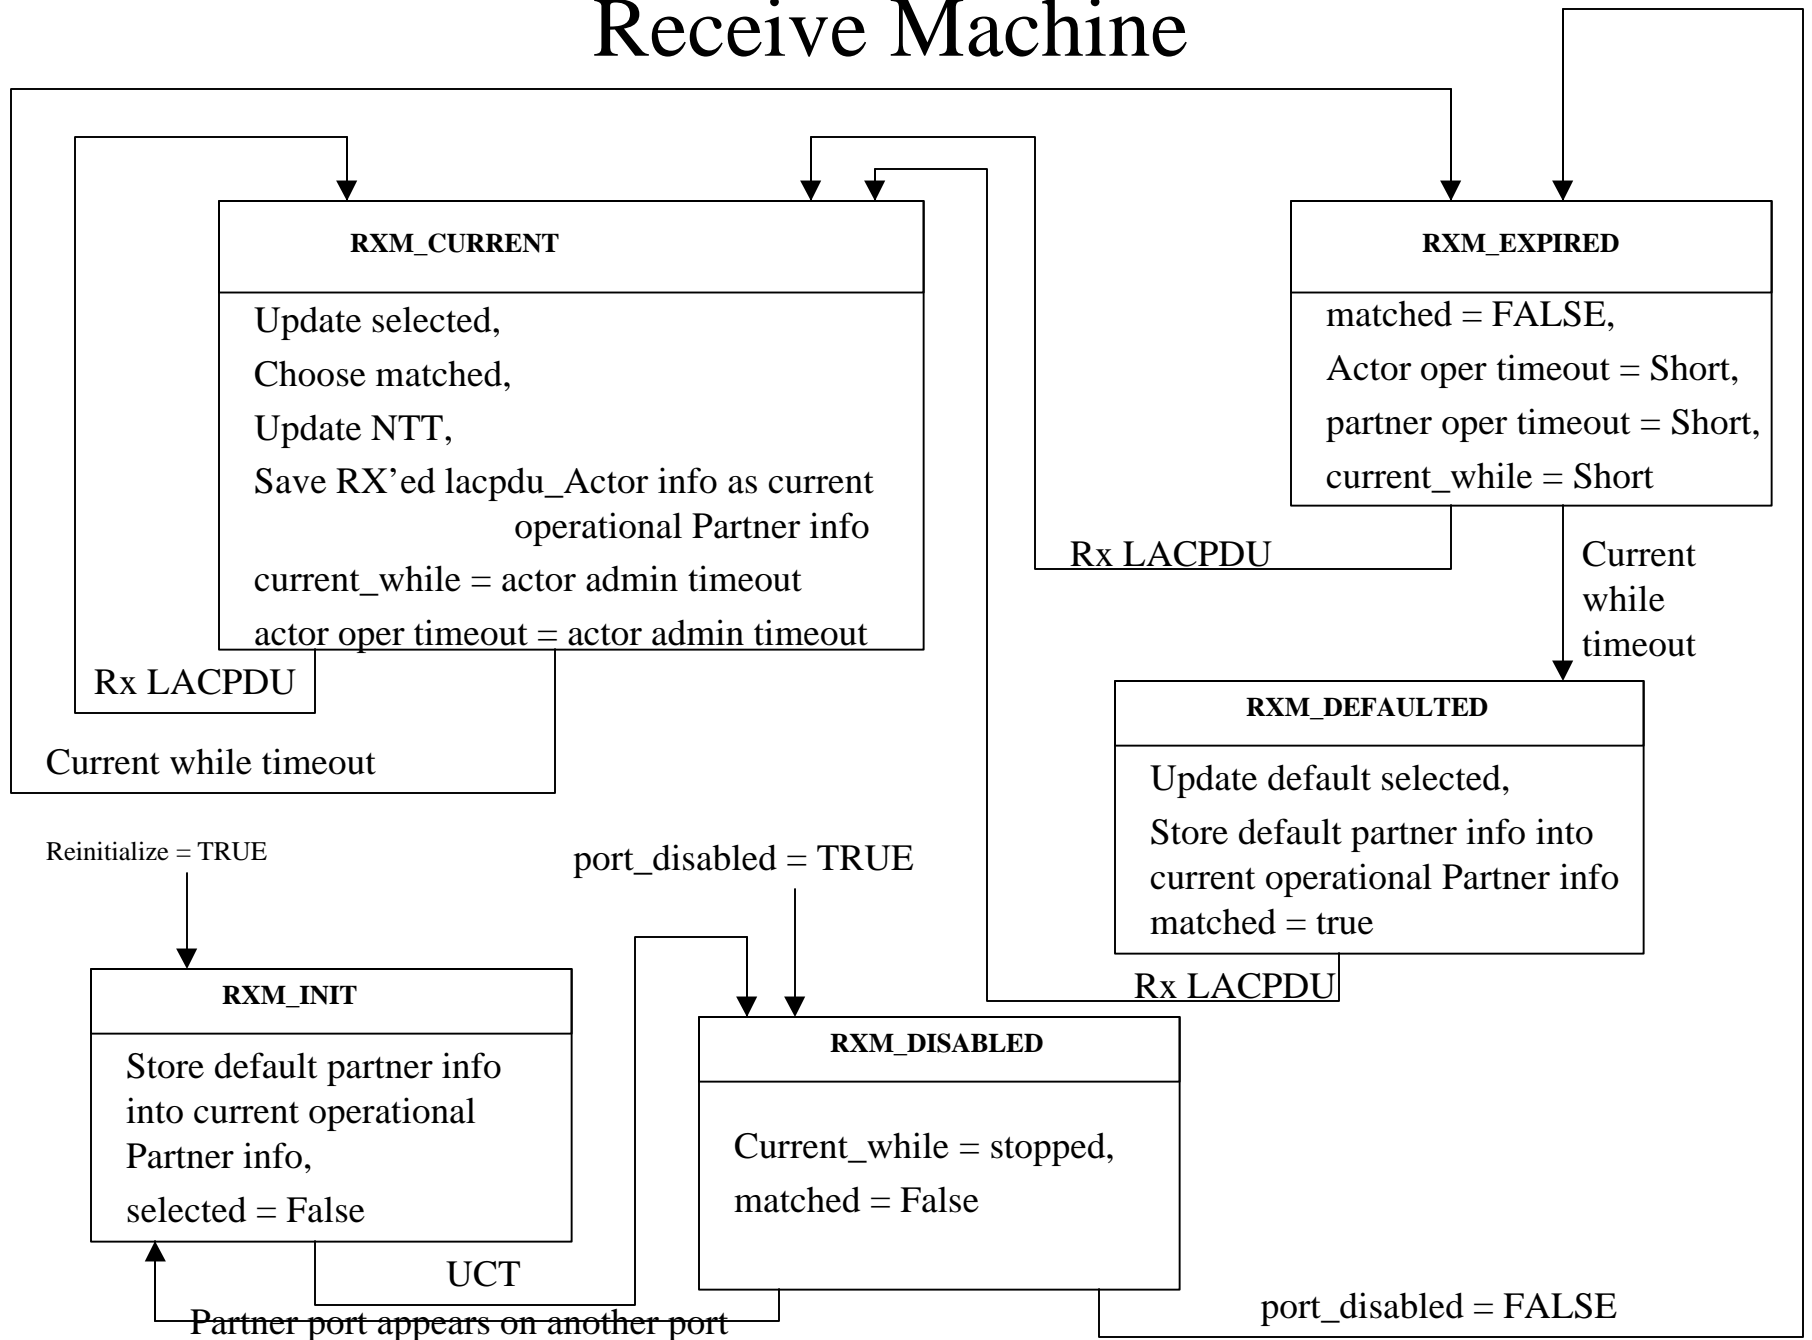 Receive Machine
RXM_CURRENT
Update selected,
Choose matched,
Update NTT,
Save RX’ed lacpdu_Actor info as current
operational Partner info
current_while = actor admin timeout
actor oper timeout = actor admin timeout
Rx LACPDU
Current while timeout
RXM_EXPIRED
matched = FALSE,
Actor oper timeout = Short,
partner oper timeout = Short,
current_while = Short
Rx LACPDU
Current
while
timeout
RXM_DEFAULTED
Update default selected,
Store default partner info into
current operational Partner info
matched = true
Rx LACPDU
Reinitialize = TRUE
port_disabled = TRUE
RXM_INIT
Store default partner info
into current operational
Partner info,
selected = False
UCT
RXM_DISABLED
Current_while = stopped,
matched = False
Partner port appears on another port
port_disabled = FALSE